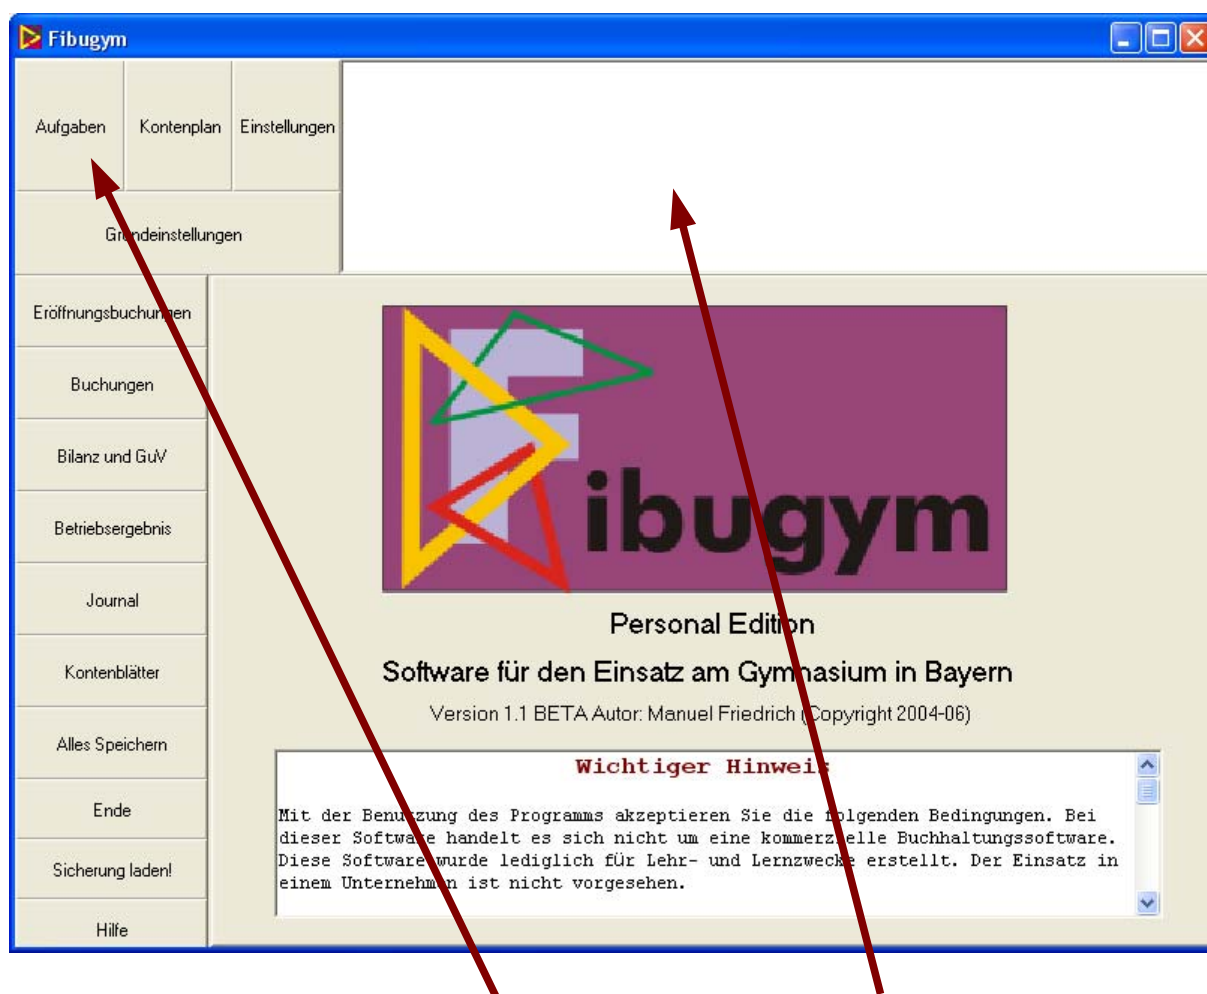 Fibugym
Aufgaben
Kontenplan
Einstellungen
Grundeinstellungen
Eröffnungsbuchungen
Buchungen
Bilanz und GuV
Betriebsergebnis
Journal
Kontenblätter
Alles Speichern
Ende
Sicherung laden!
Hilfe
Fibugym
Personal Edition
Software für den Einsatz am Gymnasium in Bayern
Version 1.1 BETA Autor: Manuel Friedrich (Copyright 2004-06)
Wichtiger Hinweis
Mit der Benutzung des Programms akzeptieren Sie die folgenden Bedingungen. Bei
dieser Software handelt es sich nicht um eine kommerzielle Buchhaltungssoftware.
Diese Software wurde lediglich für Lehr- und Lernzwecke erstellt. Der Einsatz in
einem Unternehmen ist nicht vorgesehen.